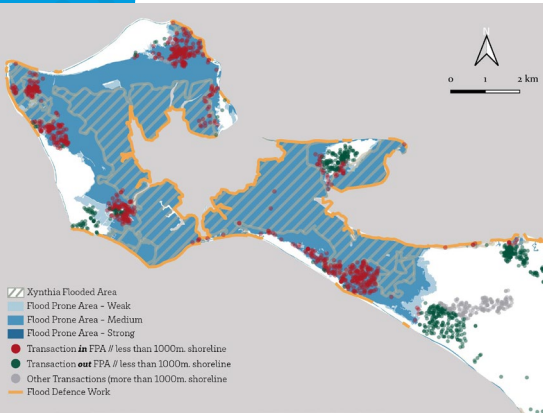 N
0 1 2 km
Xynthia Flooded Area
Flood Prone Area - Weak
Flood Prone Area - Medium
Flood Prone Area - Strong
Transaction in FPA // less than 1000m. shoreline
Transaction out FPA // less than 1000m. shoreline
Other Transactions (more than 1000m. shoreline
Flood Defence Work